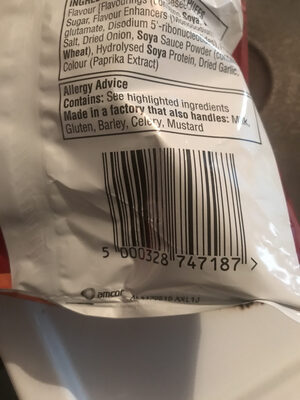 Flavour (Flavourings
Sugar, Flavour Enhancers
glutamate, Disodium 5'-ribonucleotide
Salt, Dried Onion, Soya Sauce Powder
Wheat), Hydrolysed Soya Protein, Dried Garlic,
Colour (Paprika Extract)
Allergy Advice
Contains: See highlighted ingredients
Made in a factory that also handles: Milk,
Gluten, Barley, Celery, Mustard
5 000328 747187 >
amcor